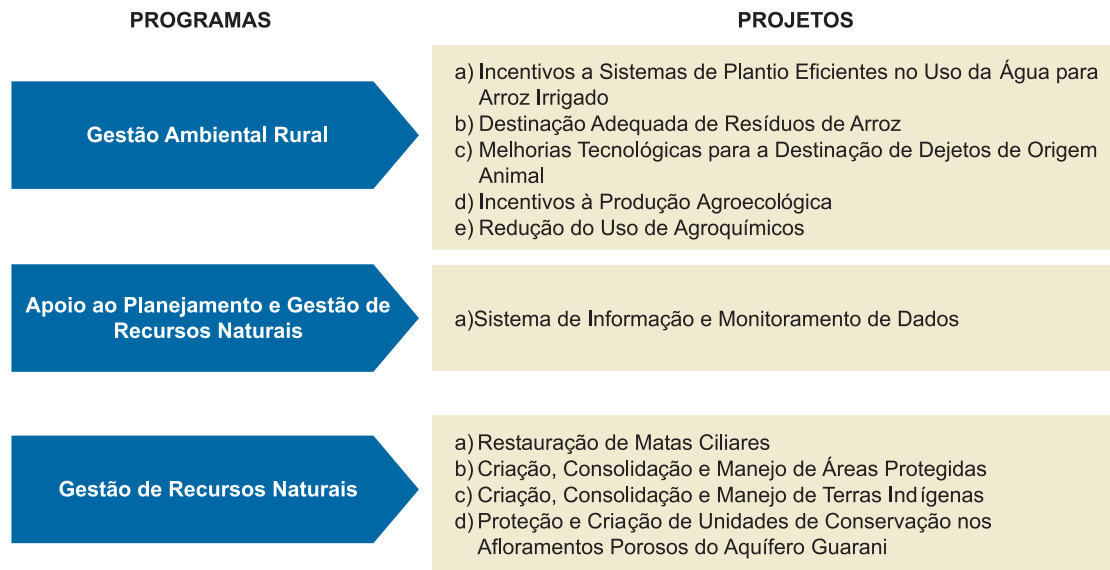 PROGRAMAS
PROJETOS
Gestão Ambiental Rural
a) Incentivos a Sistemas de Plantio Eficientes no Uso da Água para
Arroz Irrigado
b) Destinação Adequada de Resíduos de Arroz
c) Melhorias Tecnológicas para a Destinação de Dejetos de Origem
Animal
d) Incentivos à Produção Agroecológica
e) Redução do Uso de Agroquímicos
Apoio ao Planejamento e Gestão de
Recursos Naturais
a)Sistema de Informação e Monitoramento de Dados
Gestão de Recursos Naturais
a) Restauração de Matas Ciliares
b) Criação, Consolidação e Manejo de Áreas Protegidas
c) Criação, Consolidação e Manejo de Terras Indígenas
d) Proteção e Criação de Unidades de Conservação nos
Afloramentos Porosos do Aquífero Guarani